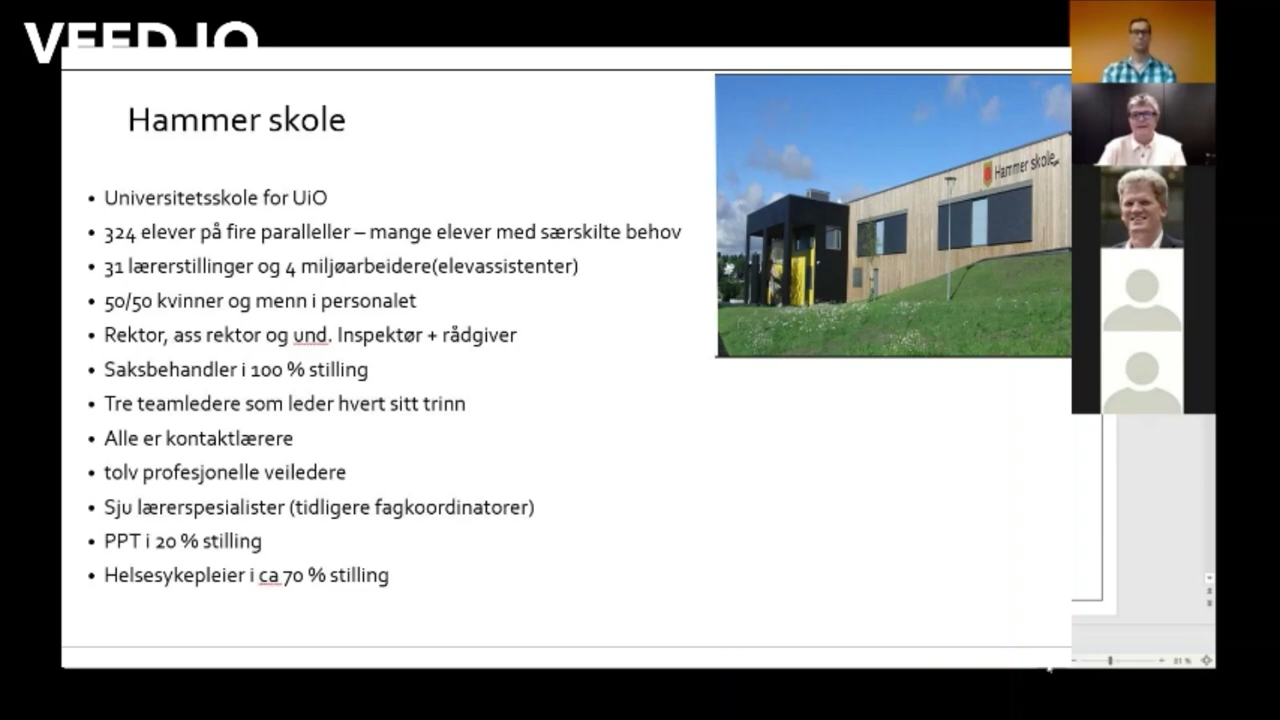 VEED.IO
Hammer skole
Hammer skole
• Universitetsskole for UiO
• 324 elever på fire paralleller – mange elever med særskilte behov
• 31 lærerstillinger og 4 miljøarbeidere(elevassistenter)
• 50/50 kvinner og menn i personalet
• Rektor, ass rektor og und. Inspektør + rådgiver
• Saksbehandler i 100 % stilling
• Tre teamledere som leder hvert sitt trinn
• Alle er kontaktlærere
• tolv profesjonelle veiledere
• Sju lærerspesialister (tidligere fagkoordinatorer)
• PPT i 20 % stilling
• Helsesykepleier i ca 70 % stilling